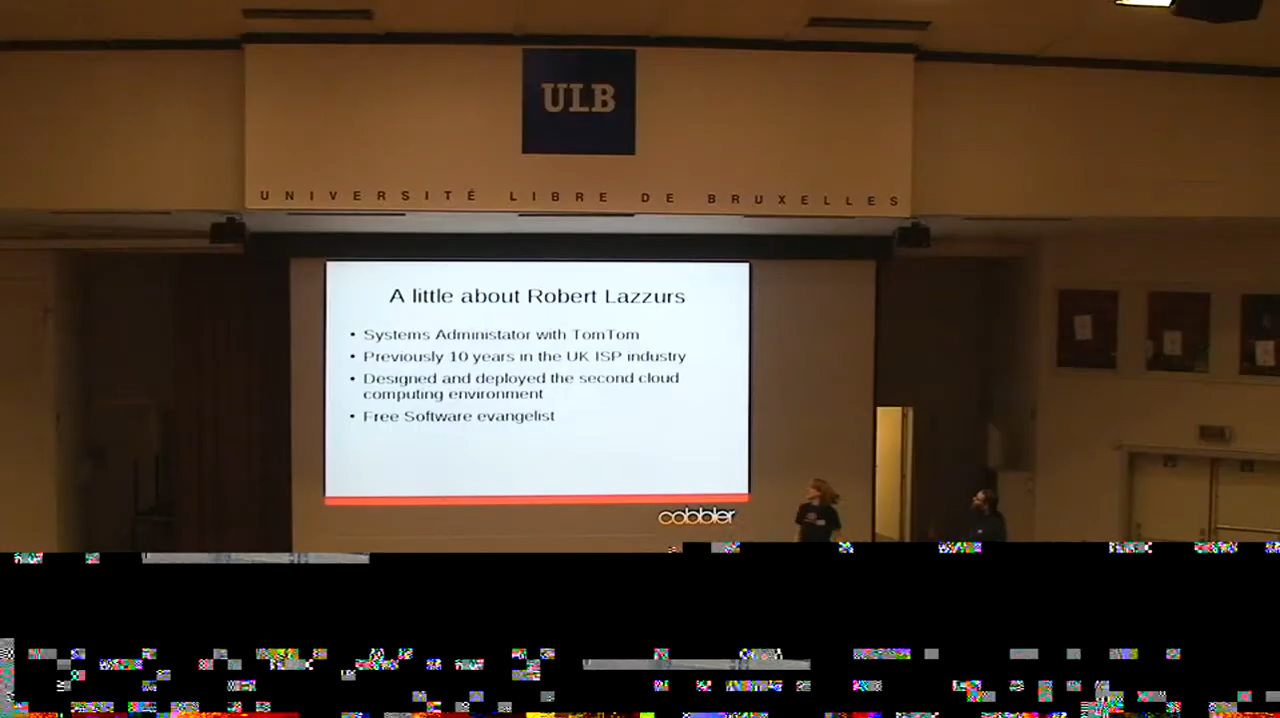 ULB
UNIVERSITÉ LIBRE DE BRUXELLES
A little about Robert Lazzurs
• Systems Administator with TomTom
• Previously 10 years in the UK ISP industry
• Designed and deployed the second cloud
computing environment
• Free Software evangelist
cobbler